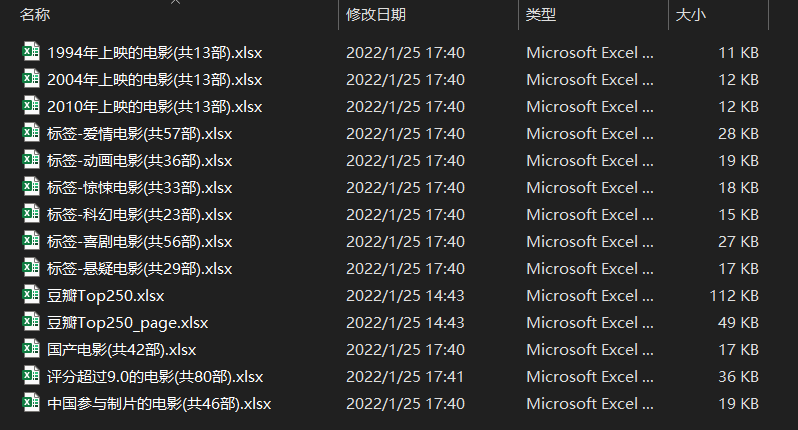 名称 修改日期 类型 大小
1994年上映的电影(共13部).xlsx 2022/1/25 17:40 Microsoft Excel ... 11 KB
2004年上映的电影(共13部).xlsx 2022/1/25 17:40 Microsoft Excel ... 12 KB
2010年上映的电影(共13部).xlsx 2022/1/25 17:40 Microsoft Excel ... 12 KB
标签-爱情电影(共57部).xlsx 2022/1/25 17:40 Microsoft Excel ... 28 KB
标签-动画电影(共36部).xlsx 2022/1/25 17:40 Microsoft Excel ... 19 KB
标签-惊悚电影(共33部).xlsx 2022/1/25 17:40 Microsoft Excel ... 18 KB
标签-科幻电影(共23部).xlsx 2022/1/25 17:40 Microsoft Excel ... 15 KB
标签-喜剧电影(共56部).xlsx 2022/1/25 17:40 Microsoft Excel ... 27 KB
标签-悬疑电影(共29部).xlsx 2022/1/25 17:40 Microsoft Excel ... 17 KB
豆瓣Top250.xlsx 2022/1/25 14:43 Microsoft Excel ... 112 KB
豆瓣Top250_page.xlsx 2022/1/25 14:43 Microsoft Excel ... 49 KB
国产电影(共42部).xlsx 2022/1/25 17:40 Microsoft Excel ... 17 KB
评分超过9.0的电影(共80部).xlsx 2022/1/25 17:41 Microsoft Excel ... 36 KB
中国参与制片的电影(共46部).xlsx 2022/1/25 17:40 Microsoft Excel ... 19 KB